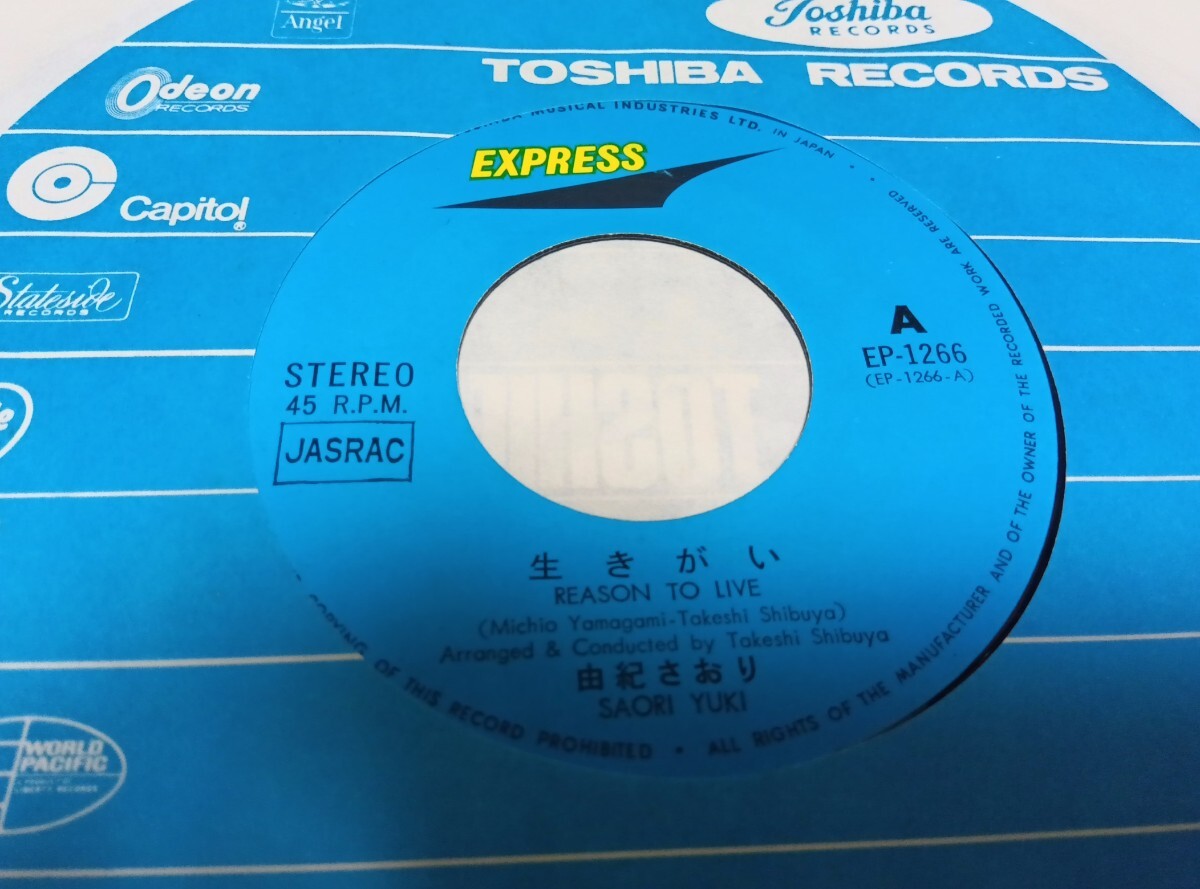 Angel
Toshiba
RECORDS
Odeon
RECORDS
TOSHIBA RECORDS
Capitol®
Stateside
RECORDS
WORLD
PACIFIC
LIBERTY RECORDS
MUSICAL INDUSTRIES LTD. IN JAPAN
EXPRESS
A
EP-1266
(EP-1266-A)
STEREO
45 R.P.M.
JASRAC
生きがい
REASON TO LIVE
(Michio Yamagami-Takeshi Shibuya)
Arranged & Conducted by Takeshi Shibuya
由紀さおり
SAORI YUKI
COPYING OF THIS RECORD PROHIBITED • ALL RIGHTS OF THE MANUFACTURER AND OF THE OWNER OF THE RECORDED WORK ARE RESERVED